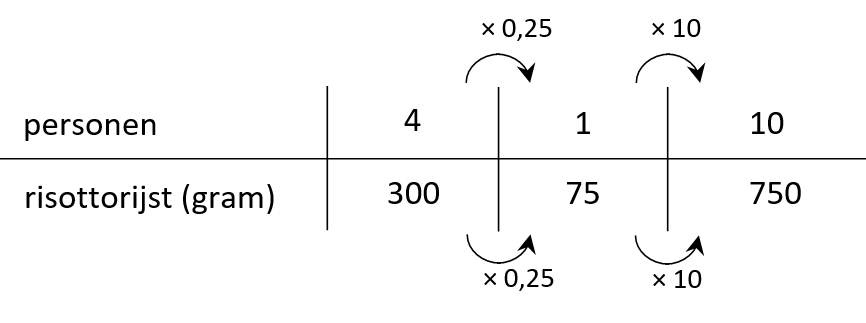 × 0,25 × 10
personen 4 1 10
risottorijst (gram) 300 75 750
× 0,25 × 10